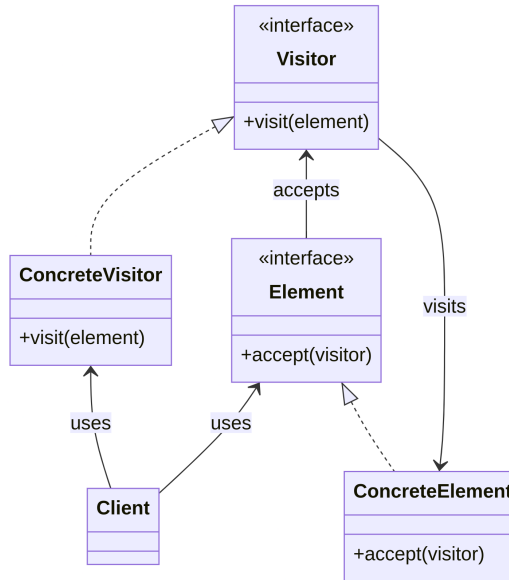 «interface»
Visitor
+visit(element)
accepts
ConcreteVisitor
+visit(element)
«interface»
Element
+accept(visitor)
visits
uses
uses
Client
ConcreteElement
+accept(visitor)